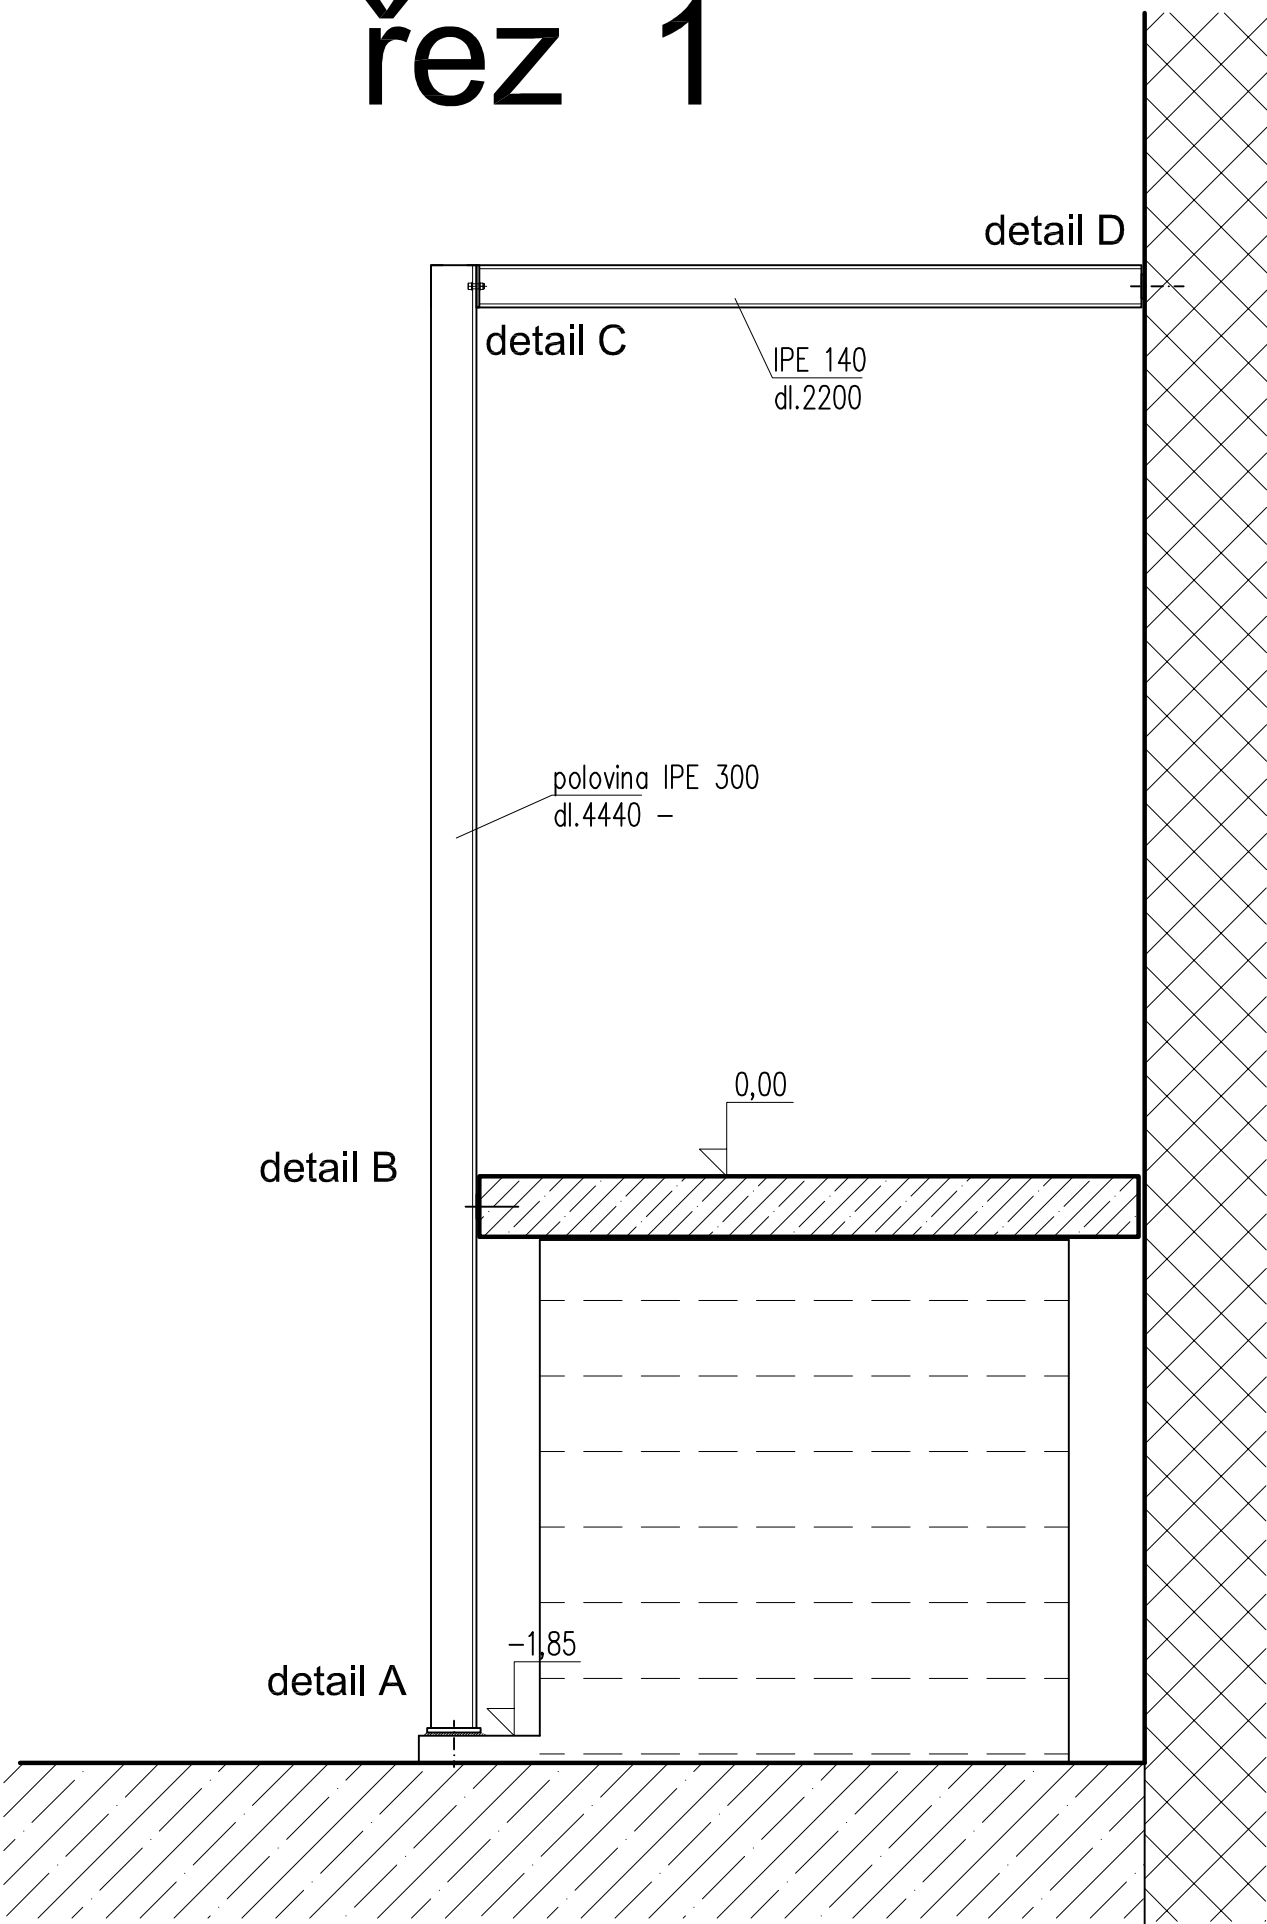 řez 1
detail D
detail C
IPE 140
dl.2200
polovina IPE 300
dl.4440 –
0,00
detail B
–1,85
detail A